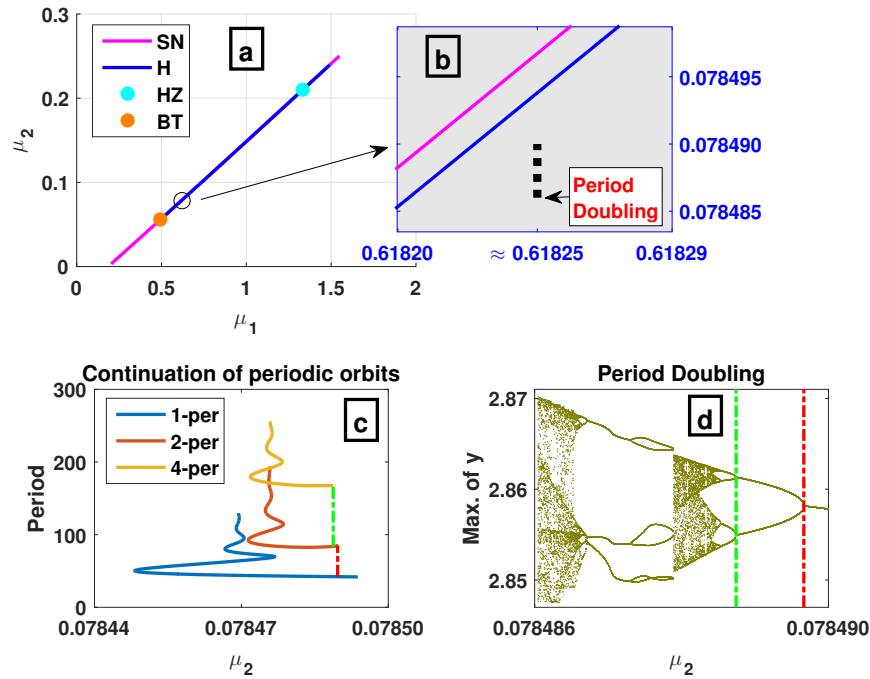 a
SN
H
HZ
BT
0.3
0.2
0.1
0
μ2
0
0.5
1
1.5
2
μ1
b
0.078495
0.078490
0.078485
Period
Doubling
0.61820
≈ 0.61825
0.61829
Continuation of periodic orbits
c
1-per
2-per
4-per
300
200
100
0
Period
0.07844
0.07847
0.07850
μ2
Period Doubling
d
2.87
2.86
2.85
Max. of y
0.078486
0.078490
μ2